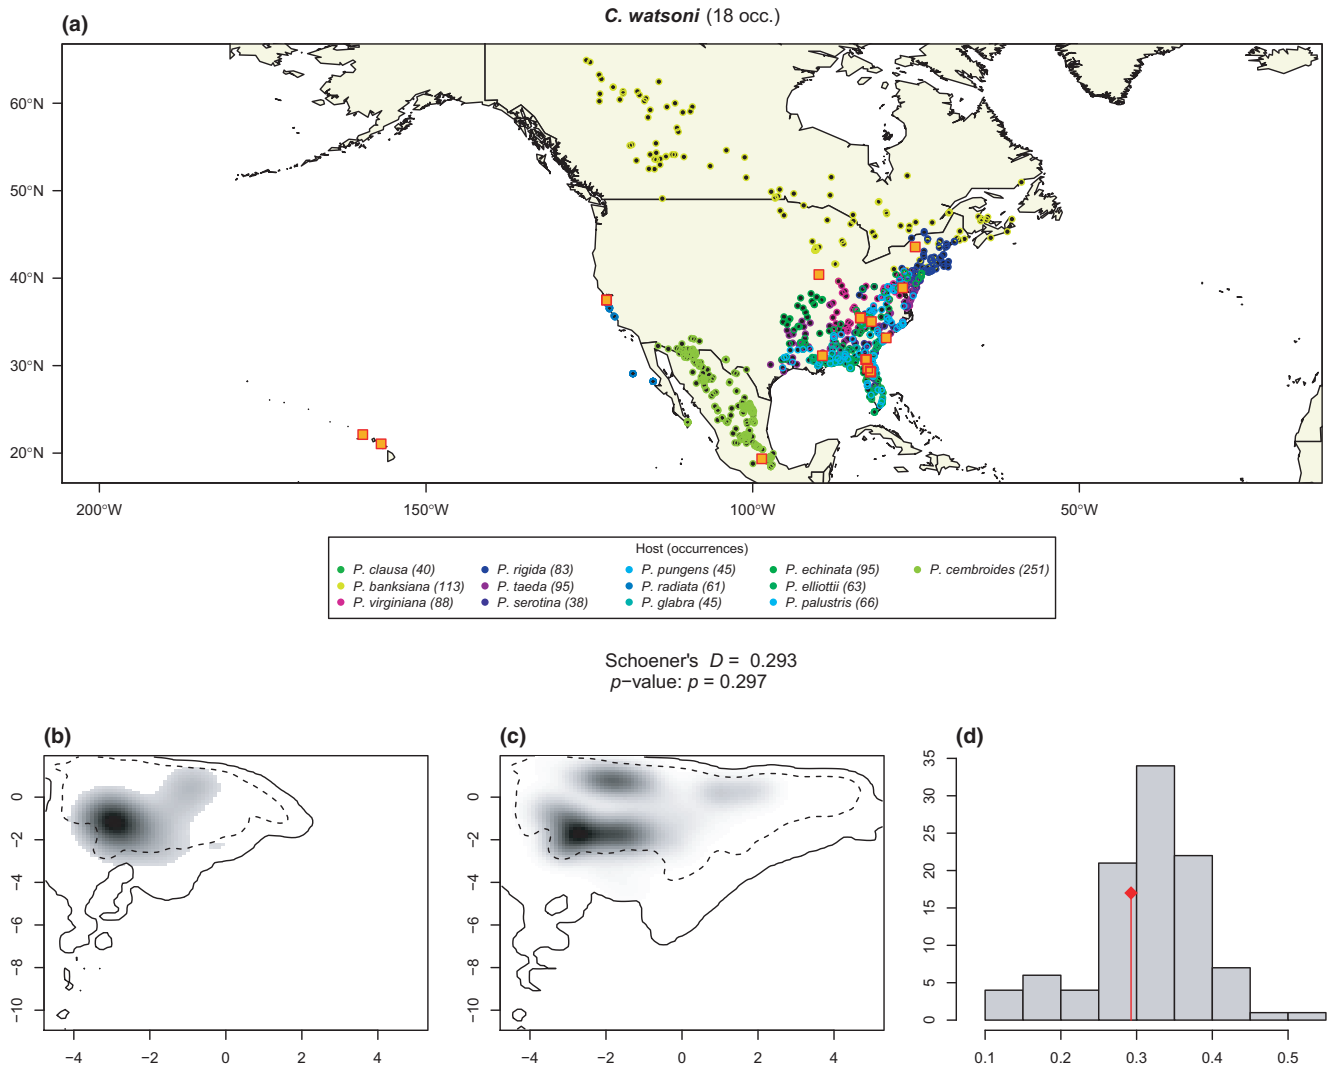 (a)
C. watsoni (18 occ.)
60°N
50°N
40°N
30°N
20°N
200°W 150°W 100°W 50°W
Host (occurrences)
P. clausa (40) P. rigida (83) P. pungens (45) P. echinata (95) P. cembroides (251)
P. banksiana (113) P. taeda (95) P. radiata (61) P. elliottii (63)
P. virginiana (88) P. serotina (38) P. glabra (45) P. palustris (66)
Schoener's D = 0.293
p−value: p = 0.297
(b)
0
−2
−4
−6
−8
−10
−4 −2 0 2 4
(c)
0
−2
−4
−6
−8
−10
−4 −2 0 2 4
(d)
35
30
25
20
15
10
5
0
0.1 0.2 0.3 0.4 0.5